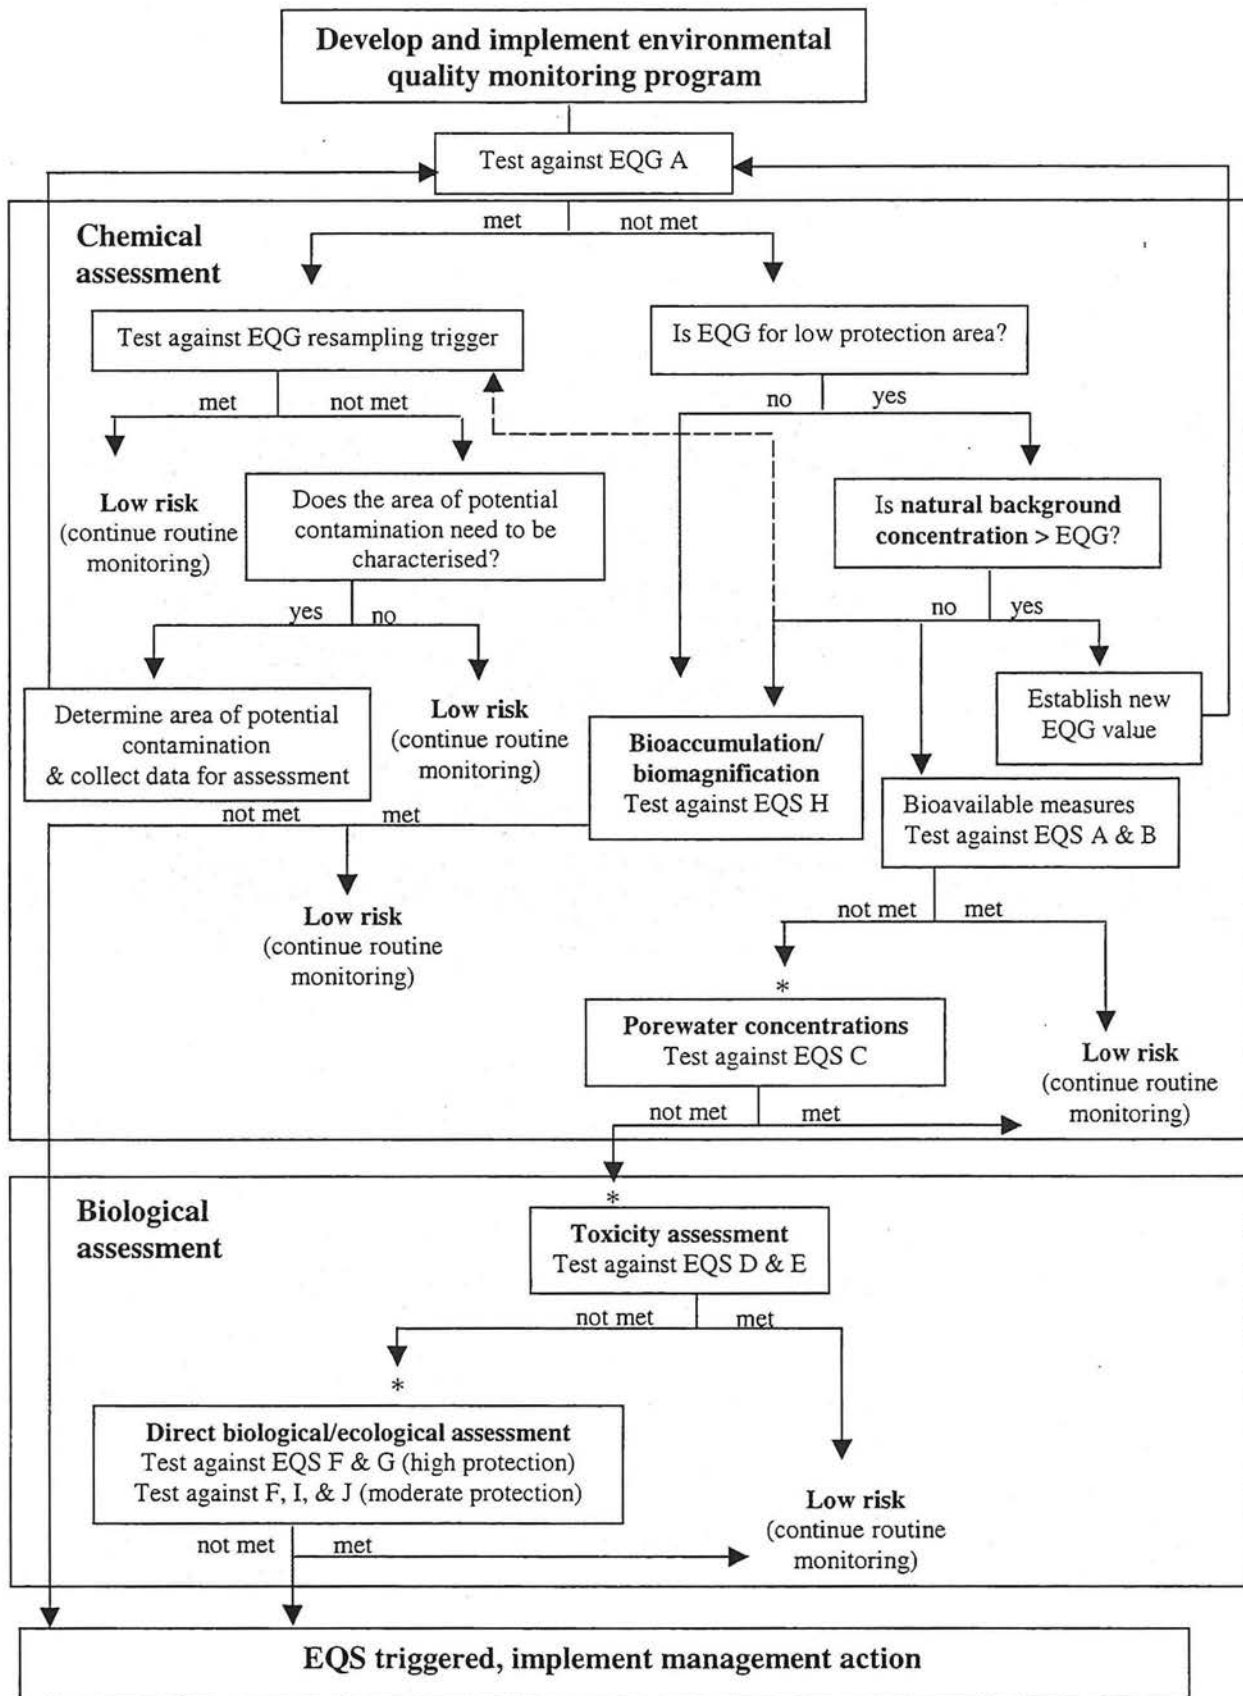 Develop and implement environmental
quality monitoring program
Test against EQG A
met
not met
Chemical
assessment
Test against EQG resampling trigger
Is EQG for low protection area?
met
not met
no
yes
Low risk
(continue routine
monitoring)
Does the area of potential
contamination need to be
characterised?
Is natural background
concentration > EQG?
yes
no
no
yes
Determine area of potential
contamination
& collect data for assessment
Low risk
(continue routine
monitoring)
Bioaccumulation/
biomagnification
Test against EQS H
Establish new
EQG value
Bioavailable measures
Test against EQS A & B
not met
met
Low risk
(continue routine
monitoring)
not met
met
*
Porewater concentrations
Test against EQS C
Low risk
(continue routine
monitoring)
not met
met
Biological
assessment
*
Toxicity assessment
Test against EQS D & E
not met
met
*
Direct biological/ecological assessment
Test against EQS F & G (high protection)
Test against F, I, & J (moderate protection)
Low risk
(continue routine
monitoring)
not met
met
EQS triggered, implement management action